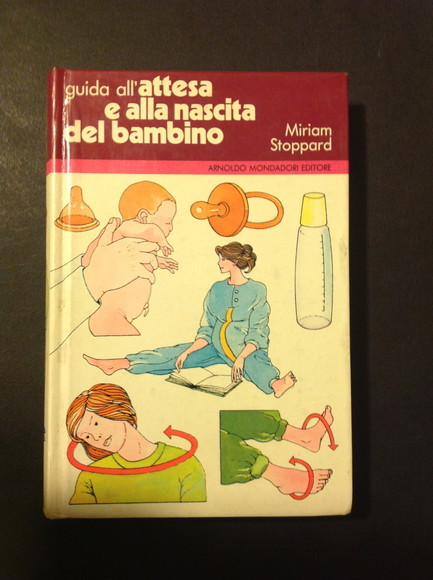 guida all'attesa
e alla nascita
del bambino
Miriam
Stoppard
ARNOLDO MONDADORI EDITORE